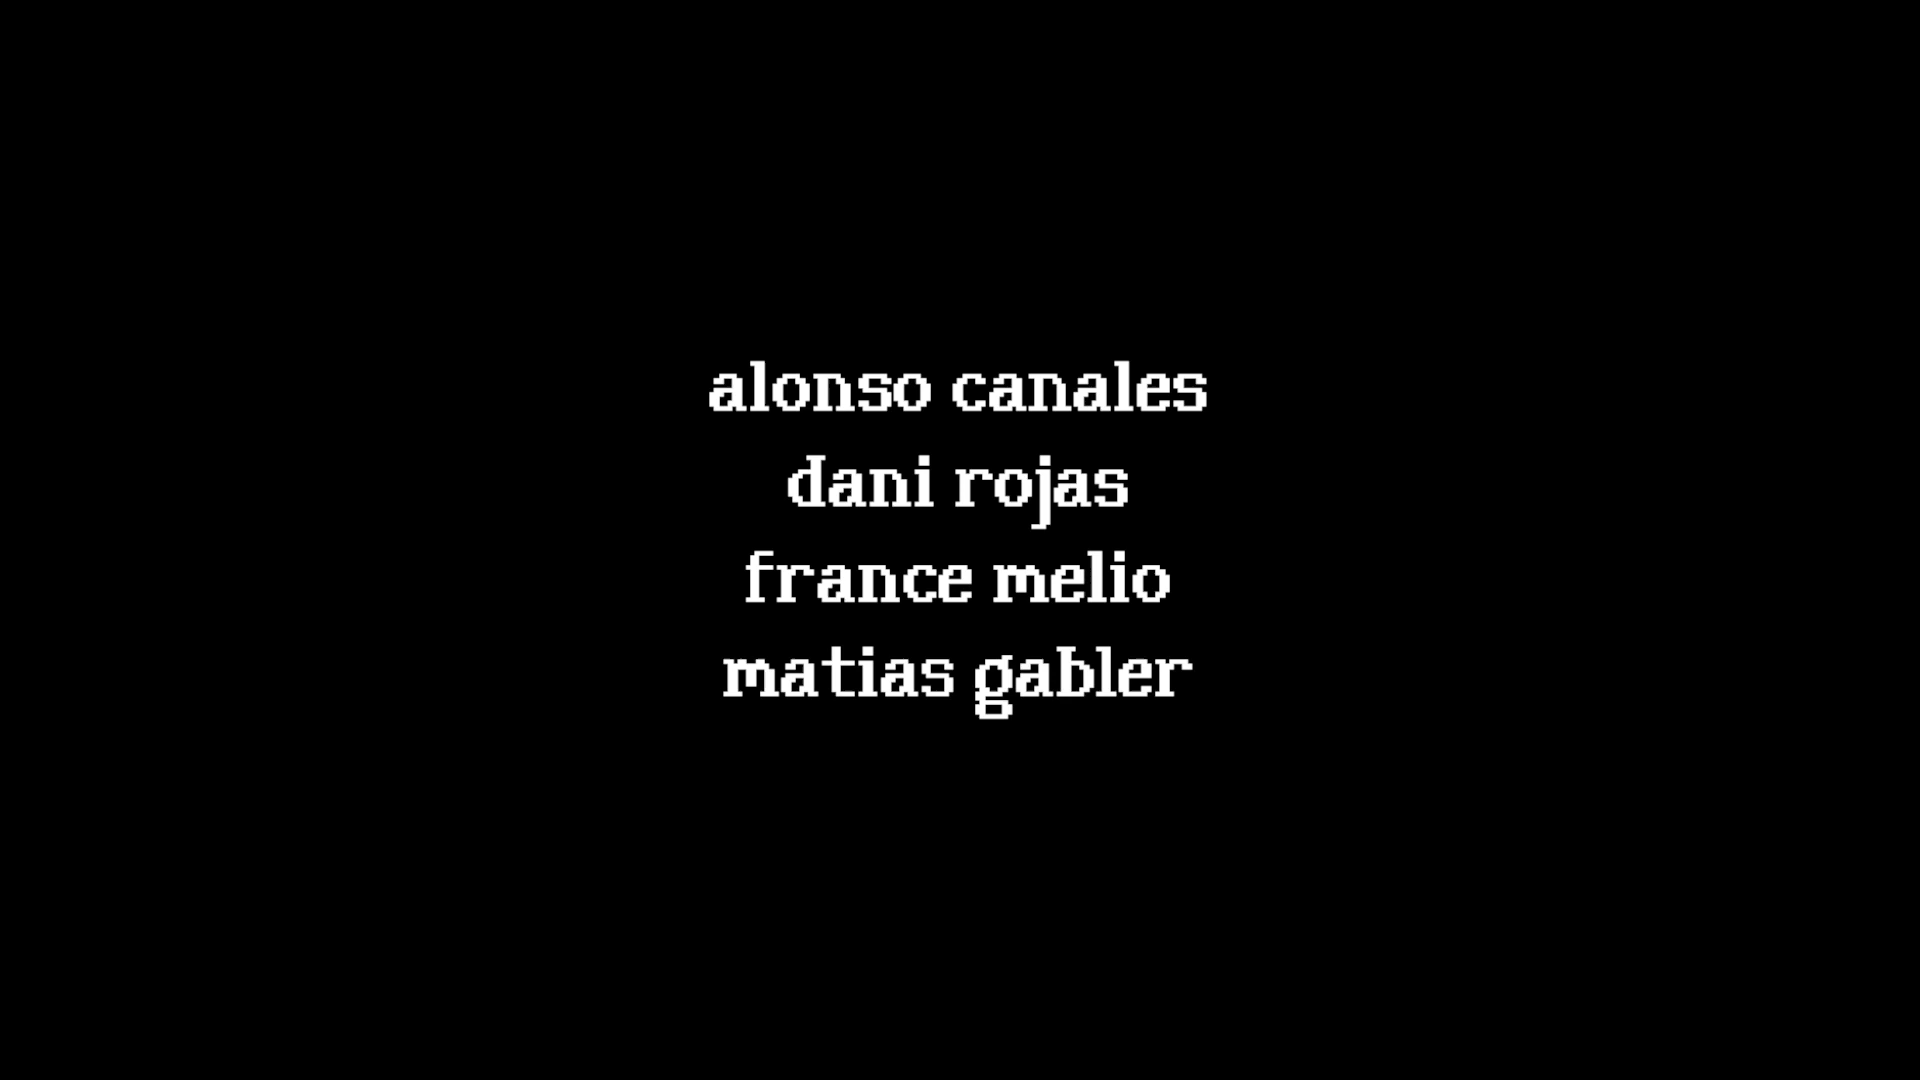 alonso canales
dani rojas
france melio
matias gabler